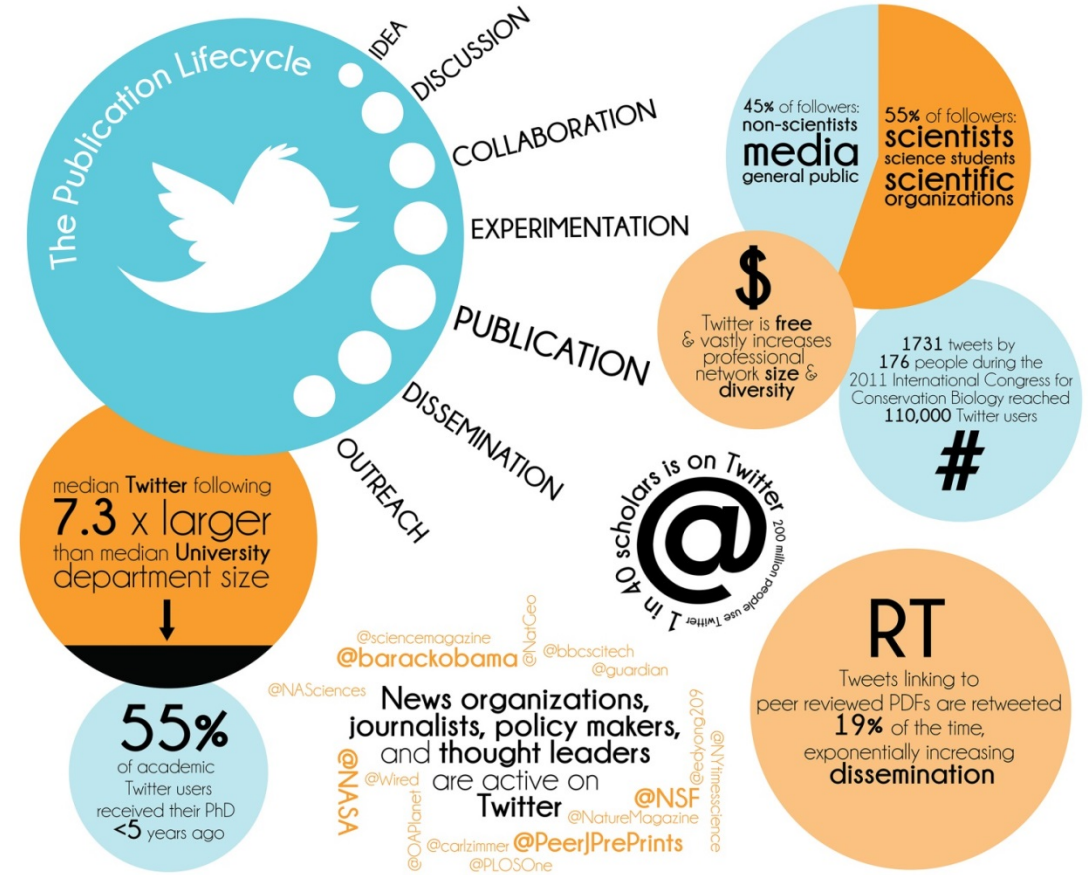 The Publication Lifecycle
IDEA
DISCUSSION
COLLABORATION
EXPERIMENTATION
PUBLICATION
DISSEMINATION
OUTREACH
45% of followers:
non-scientists
media
general public
55% of followers:
scientists
science students
scientific
organizations
$
Twitter is free
& vastly increases
professional
network size &
diversity
1731 tweets by
176 people during the
2011 International Congress for
Conservation Biology reached
110,000 Twitter users
#
median Twitter following
7.3 x larger
than median University
department size
55%
of academic
Twitter users
received their PhD
<5 years ago
1 in 40 scholars is on Twitter
200 million people use Twitter
@
RT
Tweets linking to
peer reviewed PDFs are retweeted
19% of the time,
exponentially increasing
dissemination
@sciencemagazine
@barackobama
@NatGeo
@bbcscitech
@guardian
@NASciences
News organizations,
journalists, policy makers,
and thought leaders
are active on
Twitter
@edyong209
@NYtimesscience
@NASA
@Wired
@OAPlanet
@NSF
@NatureMagazine
@carlzimmer
@PeerJPrePrints
@PLOSOne